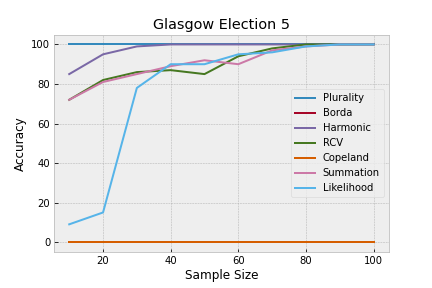 Glasgow Election 5
Accuracy
100
80
60
40
20
0
Plurality
Borda
Harmonic
RCV
Copeland
Summation
Likelihood
20 40 60 80 100
Sample Size